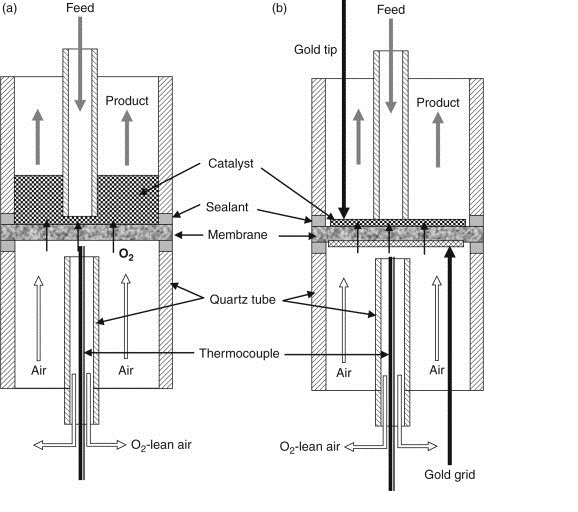 (a)
Feed
(b)
Feed
Gold tip
Product
Product
Catalyst
Sealant
Membrane
O2
Quartz tube
Thermocouple
Air
Air
Air
Air
O2-lean air
O2-lean air
Gold grid